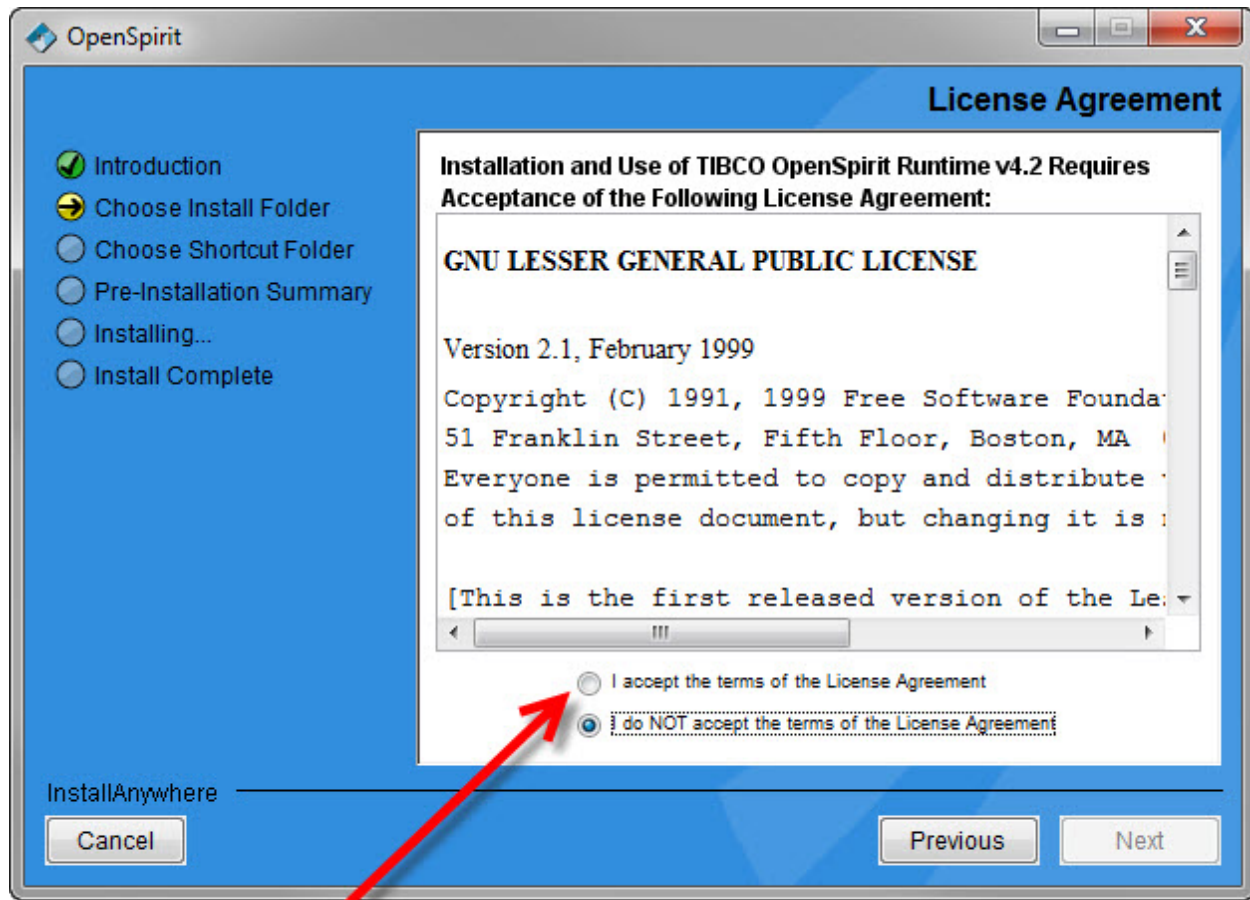 OpenSpirit
License Agreement
Introduction
Choose Install Folder
Choose Shortcut Folder
Pre-Installation Summary
Installing...
Install Complete
Installation and Use of TIBCO OpenSpirit Runtime v4.2 Requires
Acceptance of the Following License Agreement:
GNU LESSER GENERAL PUBLIC LICENSE
Version 2.1, February 1999
Copyright (C) 1991, 1999 Free Software
51 Franklin Street, Fifth Floor, Boston, MA
Everyone is permitted to copy and distribute
of this license document, but changing it is
[This is the first released version of the
I accept the terms of the License Agreement
I do NOT accept the terms of the License Agreement
InstallAnywhere
Cancel
Previous
Next